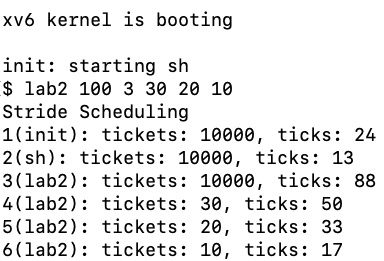 xv6 kernel is booting
init: starting sh
$ lab2 100 3 30 20 10
Stride Scheduling
1(init): tickets: 10000, ticks: 24
2(sh): tickets: 10000, ticks: 13
3(lab2): tickets: 10000, ticks: 88
4(lab2): tickets: 30, ticks: 50
5(lab2): tickets: 20, ticks: 33
6(lab2): tickets: 10, ticks: 17